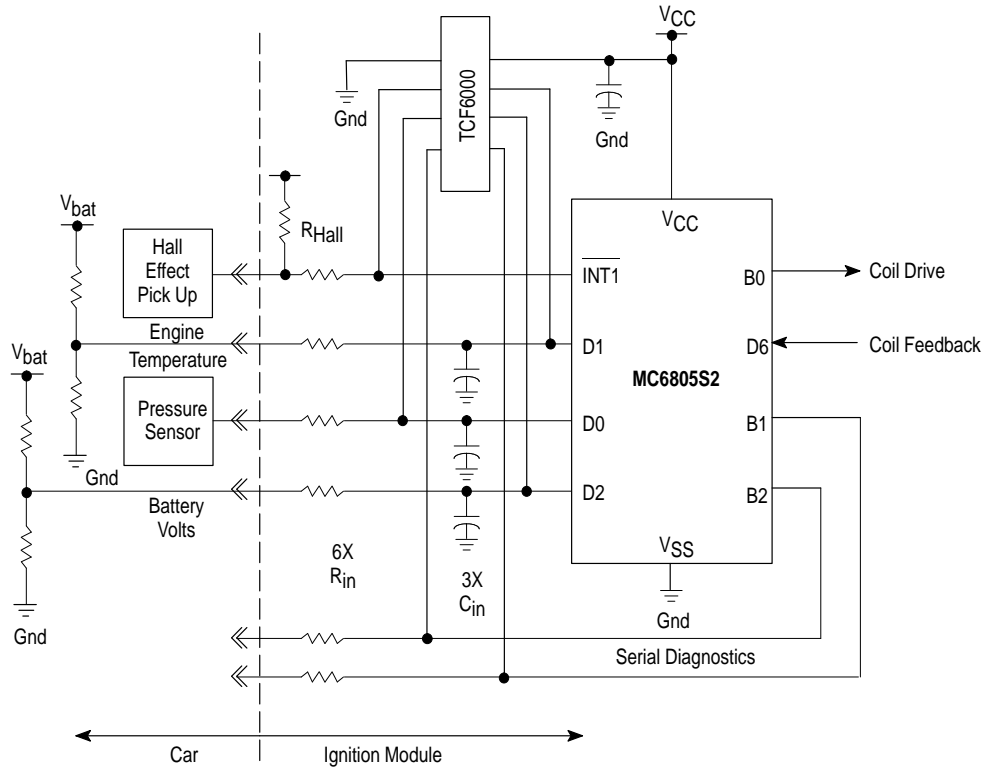 VCC
TCF6000
Gnd
Gnd
Vbat
RHall
VCC
Hall
Effect
Pick Up
INT1
B0
Coil Drive
Engine
Temperature
Vbat
D1
D6
Coil Feedback
MC6805S2
Pressure
Sensor
D0
B1
Gnd
Battery
Volts
D2
B2
6X
Rin
3X
Cin
VSS
Gnd
Gnd
Serial Diagnostics
Car
Ignition Module